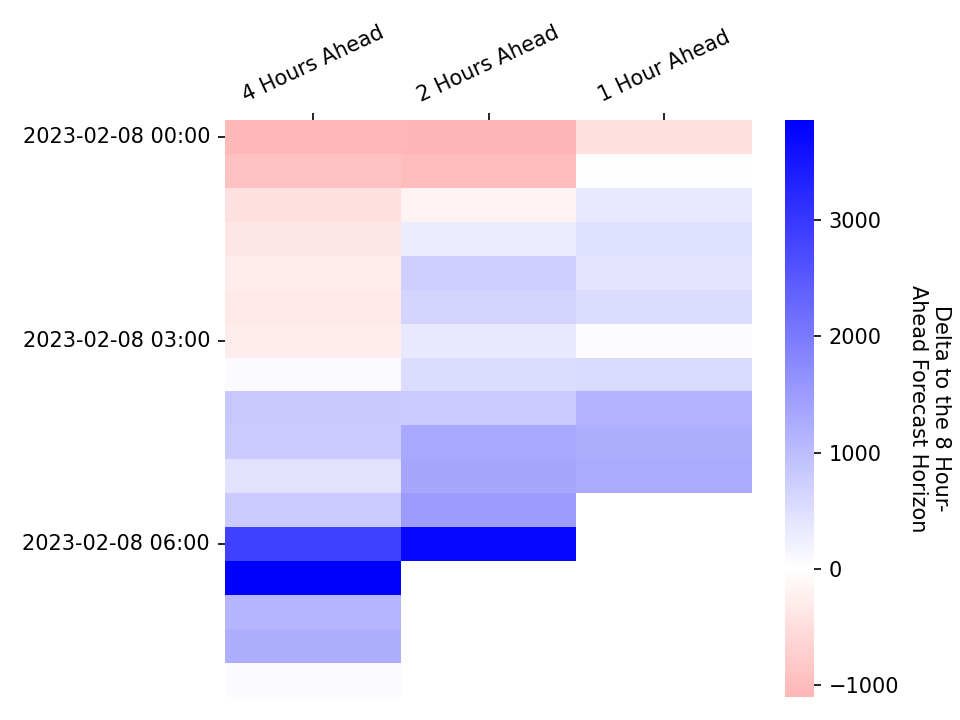 4 Hours Ahead
2 Hours Ahead
1 Hour Ahead
2023-02-08 00:00
2023-02-08 03:00
2023-02-08 06:00
3000
2000
1000
0
−1000
Delta to the 8 Hour-
Ahead Forecast Horizon